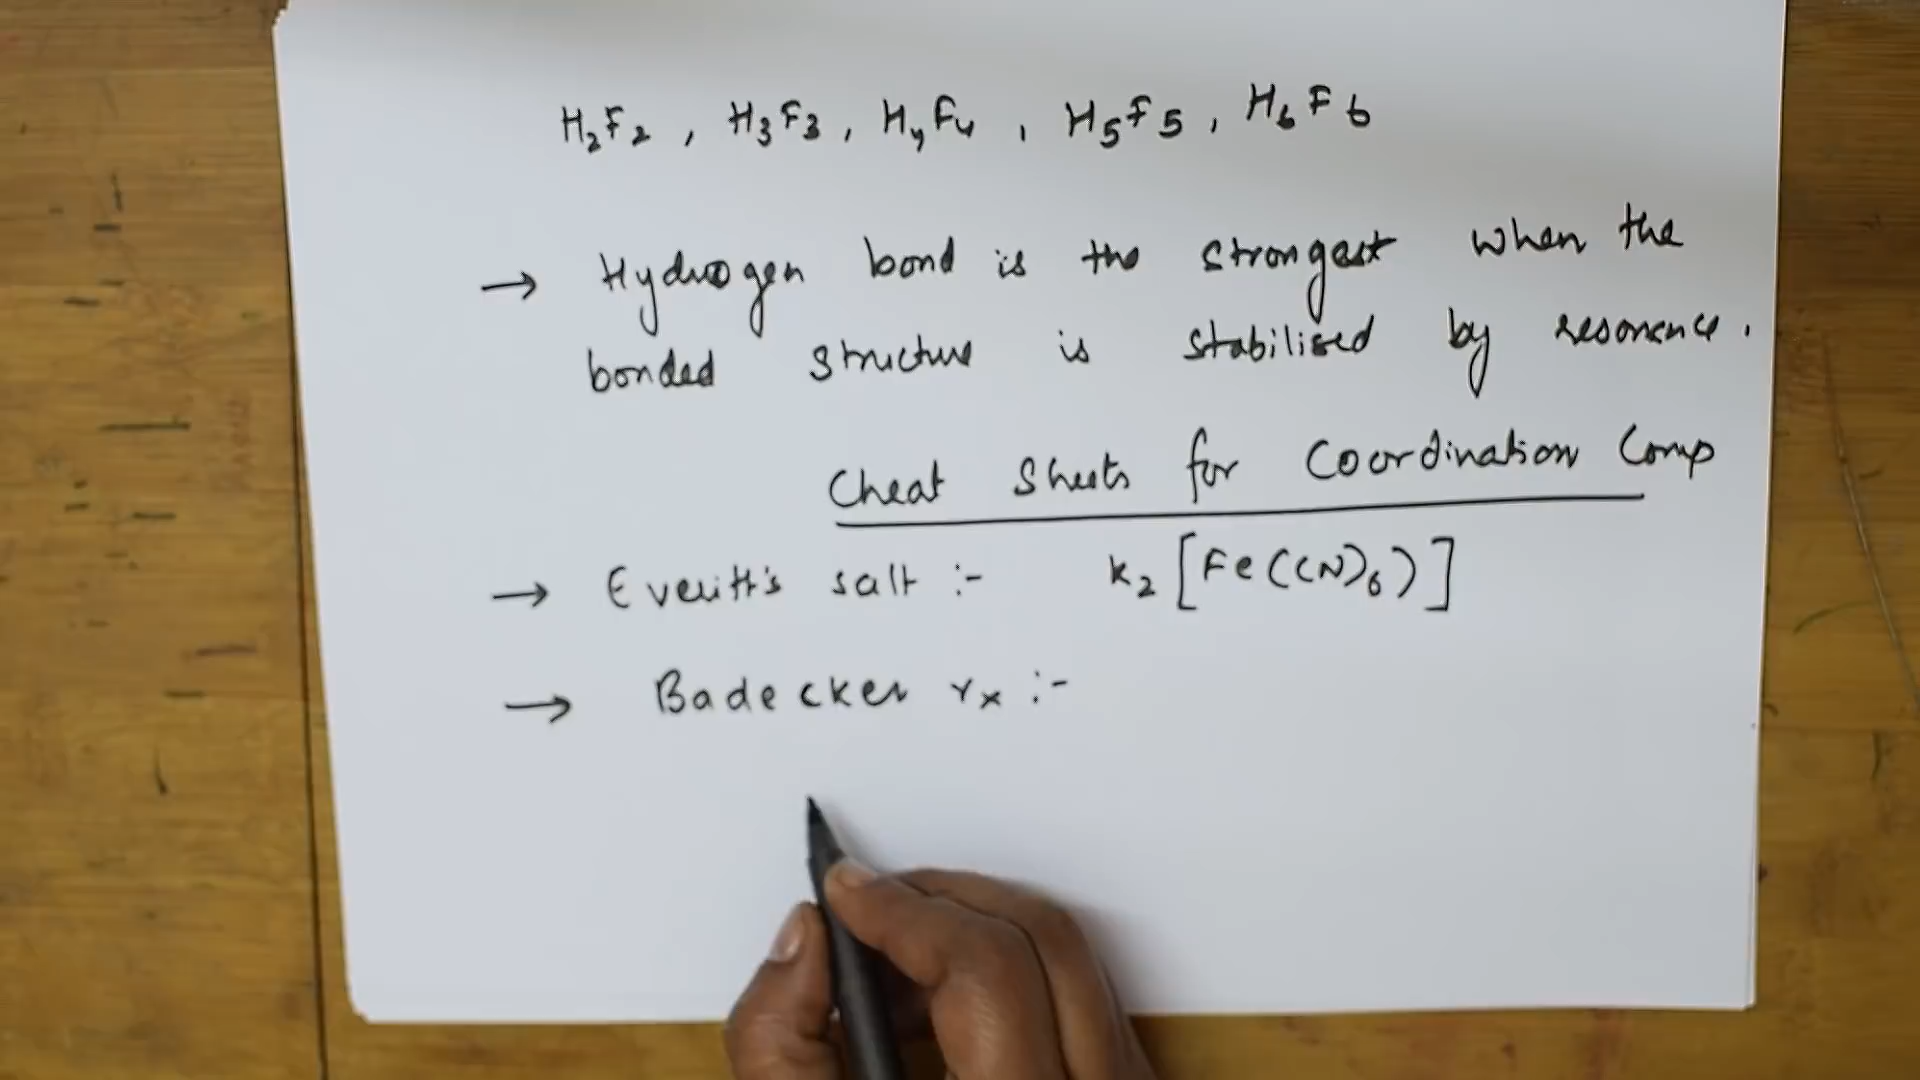 H₂F₂ , H₃F₃ , H₄F₄ , H₅F₅ , H₆F₆
→ Hydrogen bond is the strongest when the
bonded structure is stabilised by resonance.
Cheat Sheets for Coordination Comp
→ Everitt's salt :- K₂[Fe(CN)₆)]
→ Badecker rx :-